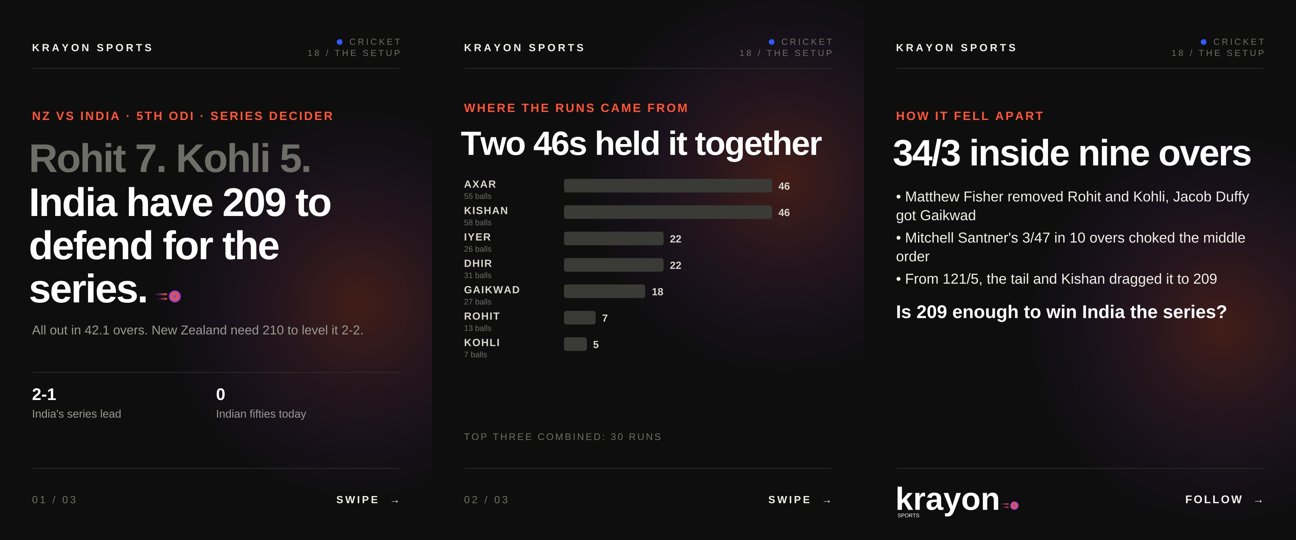 KRAYON SPORTS
● CRICKET
18 / THE SETUP
NZ VS INDIA · 5TH ODI · SERIES DECIDER
Rohit 7. Kohli 5.
India have 209 to
defend for the
series.
All out in 42.1 overs. New Zealand need 210 to level it 2-2.
2-1
India's series lead
0
Indian fifties today
01 / 03
SWIPE →
KRAYON SPORTS
● CRICKET
18 / THE SETUP
WHERE THE RUNS CAME FROM
Two 46s held it together
AXAR
55 balls
46
KISHAN
58 balls
46
IYER
26 balls
22
DHIR
31 balls
22
GAIKWAD
27 balls
18
ROHIT
13 balls
7
KOHLI
7 balls
5
TOP THREE COMBINED: 30 RUNS
02 / 03
SWIPE →
KRAYON SPORTS
● CRICKET
18 / THE SETUP
HOW IT FELL APART
34/3 inside nine overs
• Matthew Fisher removed Rohit and Kohli, Jacob Duffy
got Gaikwad
• Mitchell Santner's 3/47 in 10 overs choked the middle
order
• From 121/5, the tail and Kishan dragged it to 209
Is 209 enough to win India the series?
krayon
SPORTS
FOLLOW →